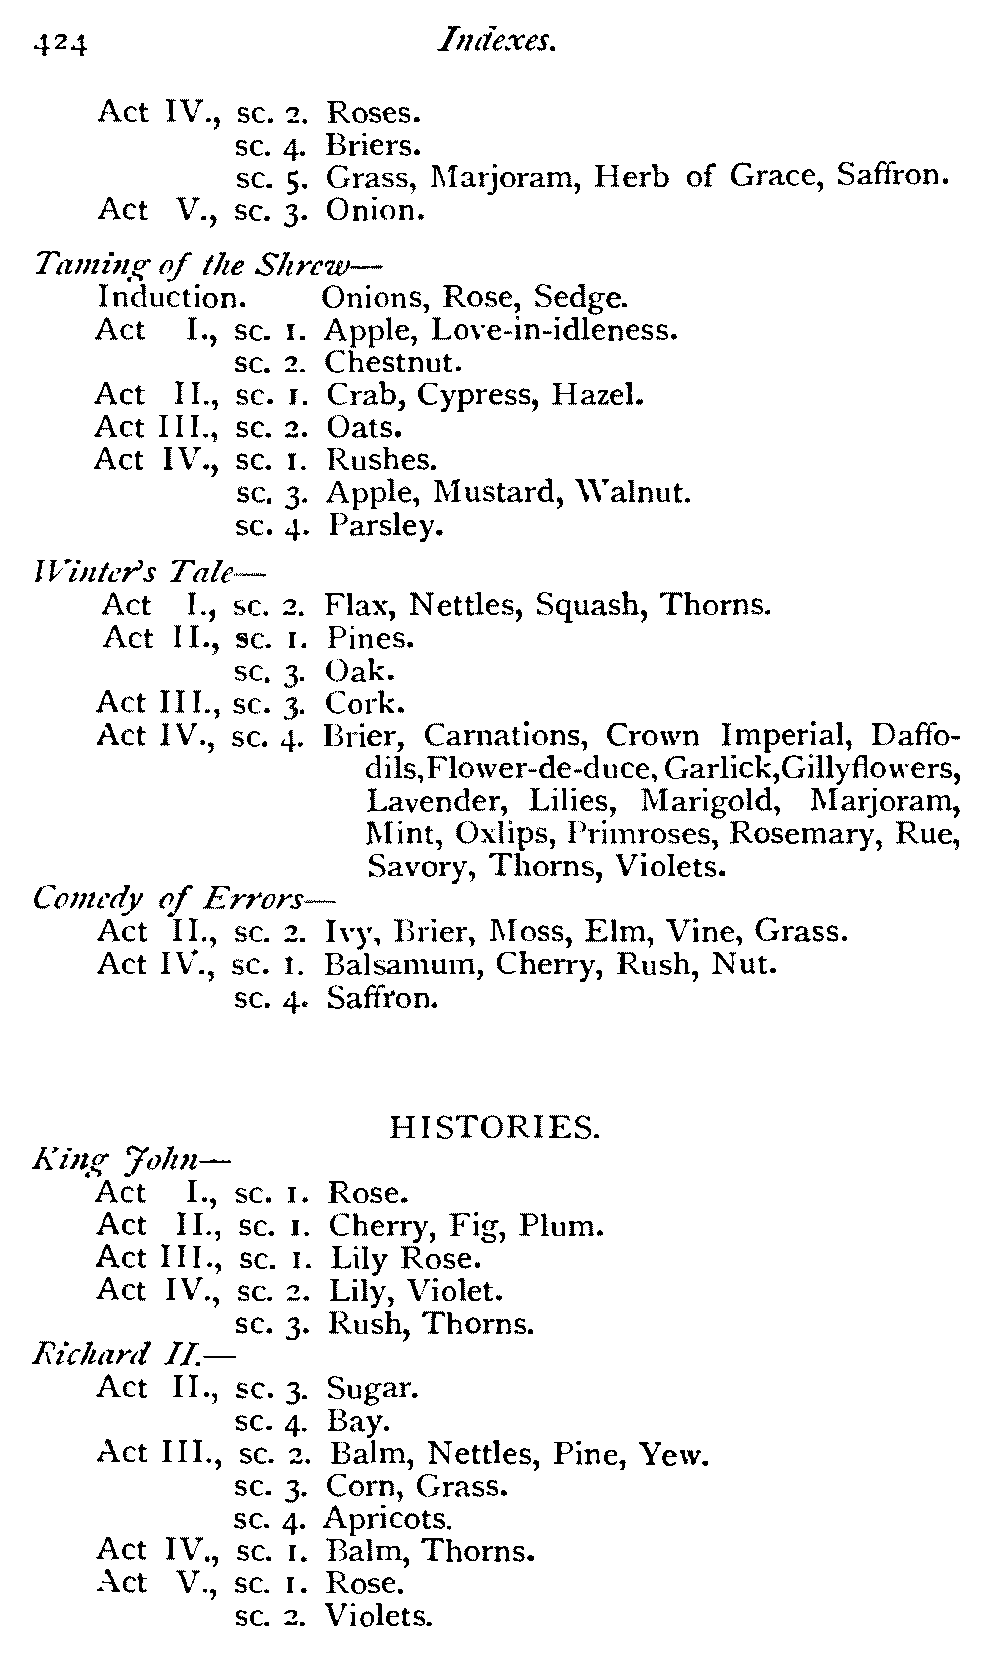 424 Indexes.
Act IV., sc. 2. Roses.
sc. 4. Briers.
sc. 5. Grass, Marjoram, Herb of Grace, Saffron.
Act V., sc. 3. Onion.
Taming of the Shrew—
Induction. Onions, Rose, Sedge.
Act I., sc. 1. Apple, Love-in-idleness.
sc. 2. Chestnut.
Act II., sc. 1. Crab, Cypress, Hazel.
Act III., sc. 2. Oats.
Act IV., sc. 1. Rushes.
sc. 3. Apple, Mustard, Walnut.
sc. 4. Parsley.
Winter's Tale—
Act I., sc. 2. Flax, Nettles, Squash, Thorns.
Act II., sc. 1. Pines.
sc. 3. Oak.
Act III., sc. 3. Cork.
Act IV., sc. 4. Brier, Carnations, Crown Imperial, Daffo-
dils, Flower-de-duce, Garlick, Gillyflowers,
Lavender, Lilies, Marigold, Marjoram,
Mint, Oxlips, Primroses, Rosemary, Rue,
Savory, Thorns, Violets.
Comedy of Errors—
Act II., sc. 2. Ivy, Brier, Moss, Elm, Vine, Grass.
Act IV., sc. 1. Balsamum, Cherry, Rush, Nut.
sc. 4. Saffron.
HISTORIES.
King John—
Act I., sc. 1. Rose.
Act II., sc. 1. Cherry, Fig, Plum.
Act III., sc. 1. Lily Rose.
Act IV., sc. 2. Lily, Violet.
sc. 3. Rush, Thorns.
Richard II.—
Act II., sc. 3. Sugar.
sc. 4. Bay.
Act III., sc. 2. Balm, Nettles, Pine, Yew.
sc. 3. Corn, Grass.
sc. 4. Apricots.
Act IV., sc. 1. Balm, Thorns.
Act V., sc. 1. Rose.
sc. 2. Violets.